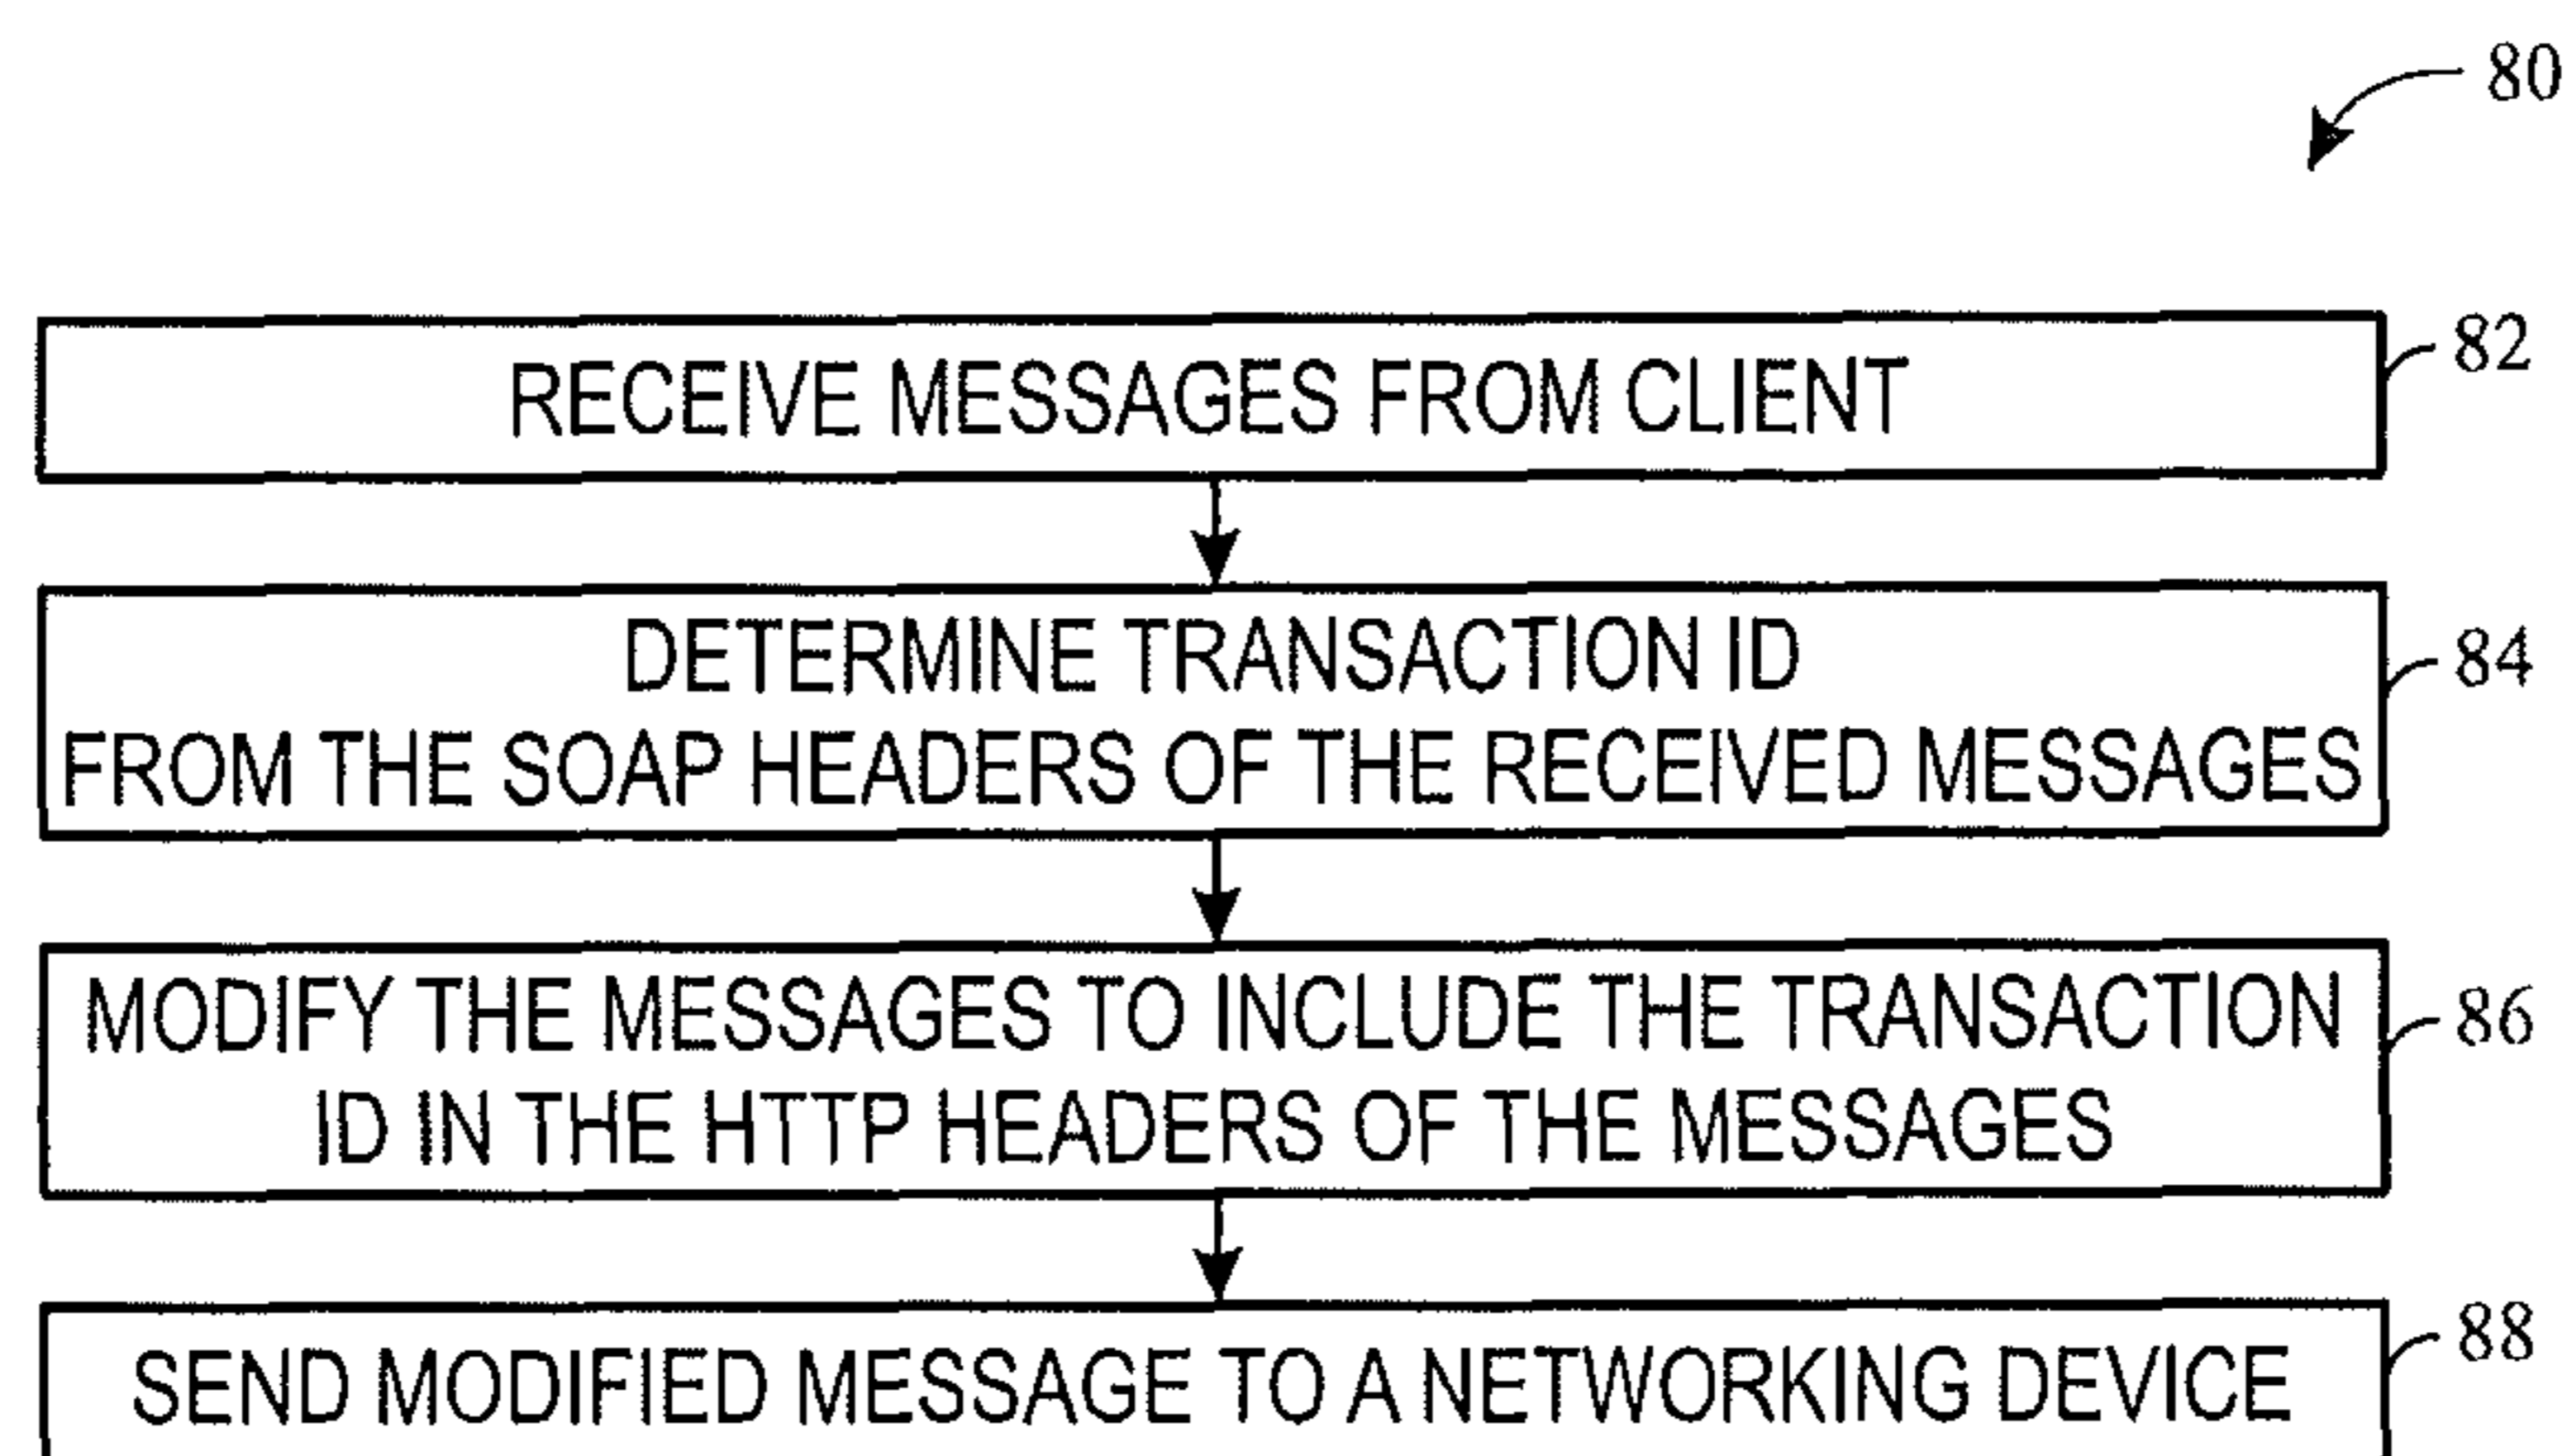 80
RECEIVE MESSAGES FROM CLIENT
82
DETERMINE TRANSACTION ID
FROM THE SOAP HEADERS OF THE RECEIVED MESSAGES
84
MODIFY THE MESSAGES TO INCLUDE THE TRANSACTION
ID IN THE HTTP HEADERS OF THE MESSAGES
86
SEND MODIFIED MESSAGE TO A NETWORKING DEVICE
88